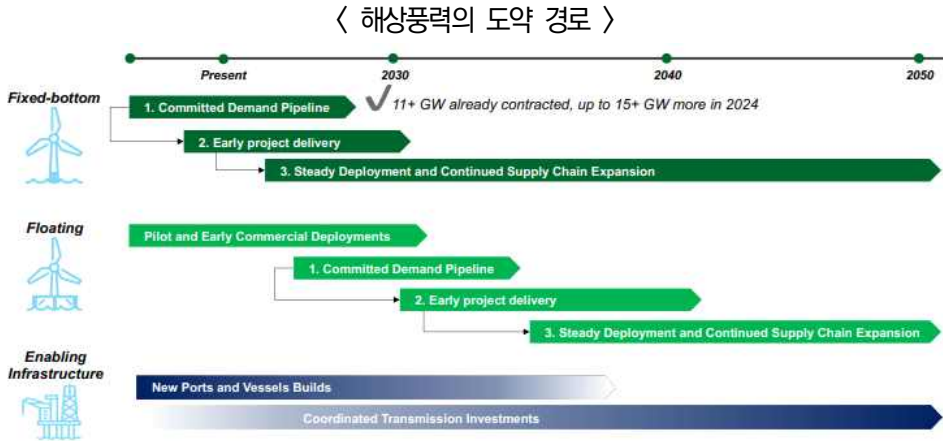 〈 해상풍력의 도약 경로 〉
Present 2030 2040 2050
Fixed-bottom
1. Committed Demand Pipeline
11+ GW already contracted, up to 15+ GW more in 2024
2. Early project delivery
3. Steady Deployment and Continued Supply Chain Expansion
Floating
Pilot and Early Commercial Deployments
1. Committed Demand Pipeline
2. Early project delivery
3. Steady Deployment and Continued Supply Chain Expansion
Enabling
Infrastructure
New Ports and Vessels Builds
Coordinated Transmission Investments